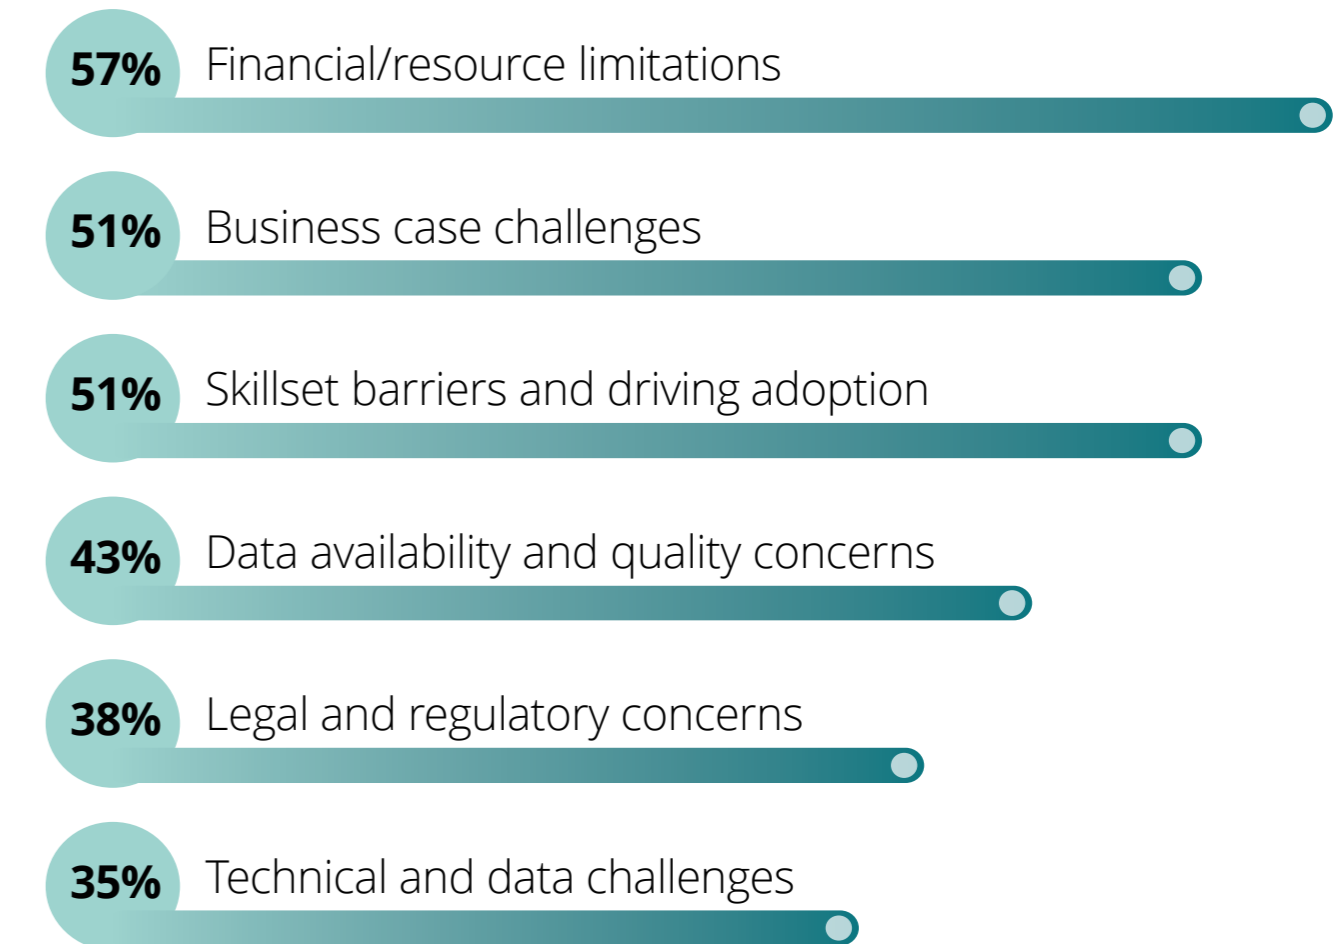 57% Financial/resource limitations
51% Business case challenges
51% Skillset barriers and driving adoption
43% Data availability and quality concerns
38% Legal and regulatory concerns
35% Technical and data challenges